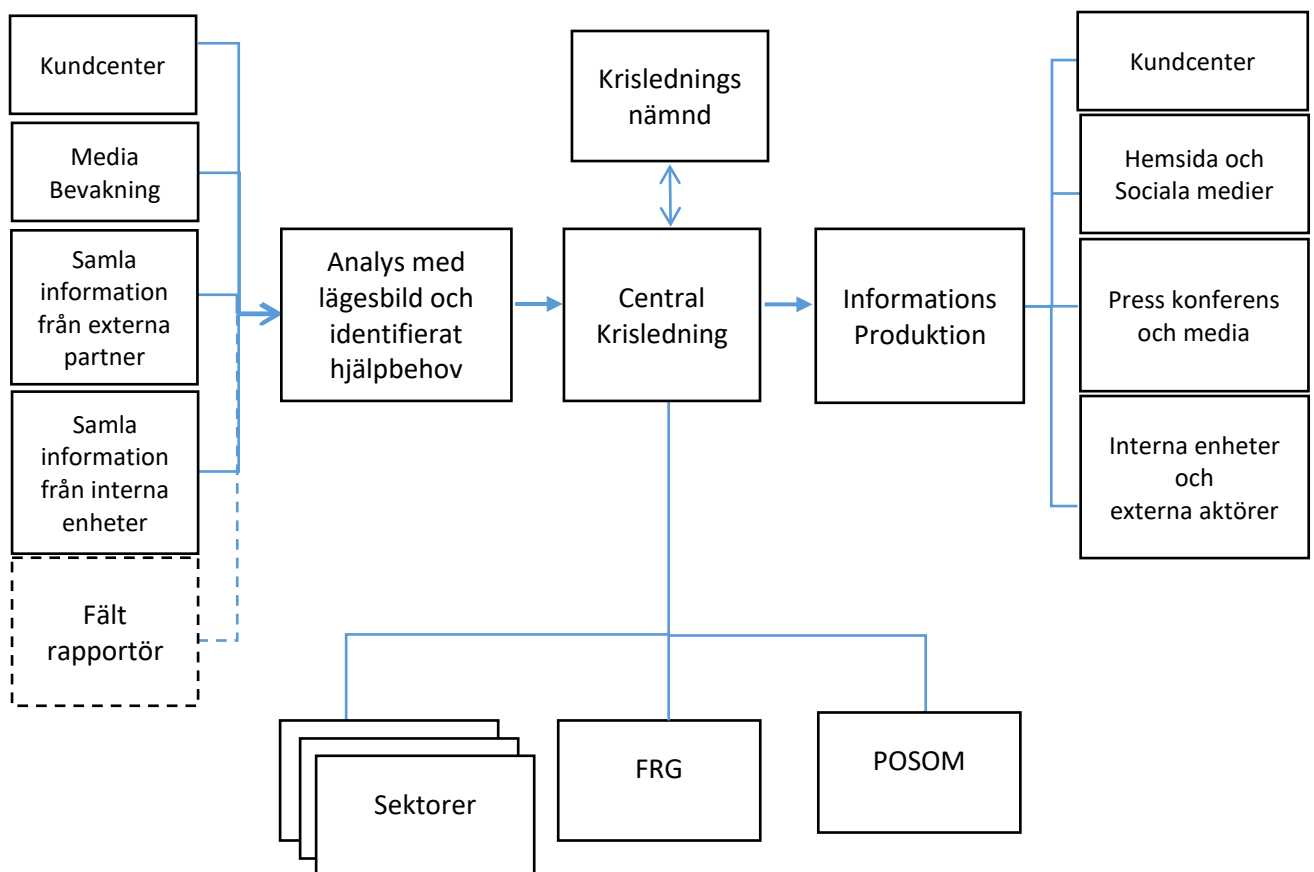 Kundcenter
Media
Bevakning
Samla
information
från externa
partner
Samla
information
från interna
enheter
Fält
rapportör
Analys med
lägesbild och
identifierat
hjälpbehov
Krislednings
nämnd
Central
Krisledning
Informations
Produktion
Kundcenter
Hemsida och
Sociala medier
Press konferens
och media
Interna enheter
och
externa aktörer
Sektorer
FRG
POSOM